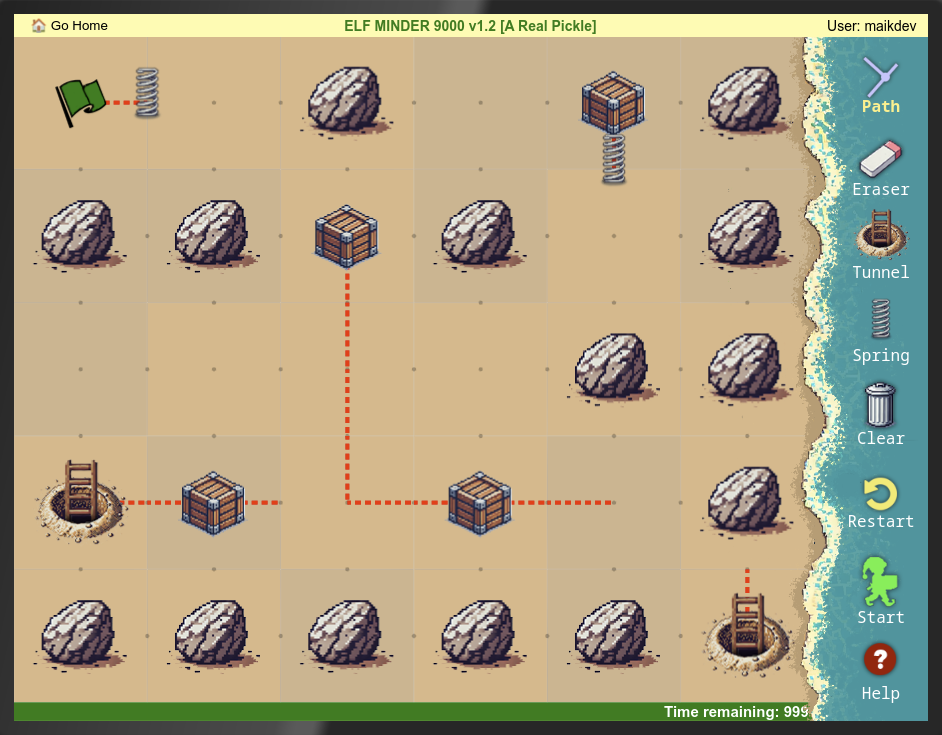 Go Home
ELF MINDER 9000 v1.2 [A Real Pickle]
User: maikdev
Path
Eraser
Tunnel
Spring
Clear
Restart
Start
?
Help
Time remaining: 999